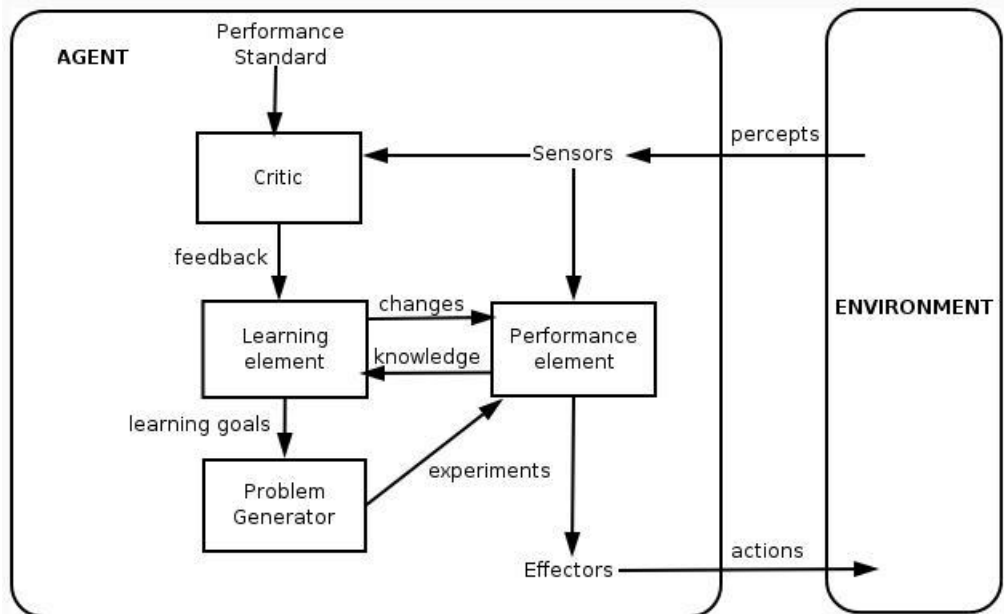 AGENT
Performance
Standard
percepts
Sensors
Critic
feedback
changes
ENVIRONMENT
Learning
element
Performance
element
knowledge
learning goals
experiments
Problem
Generator
Effectors
actions